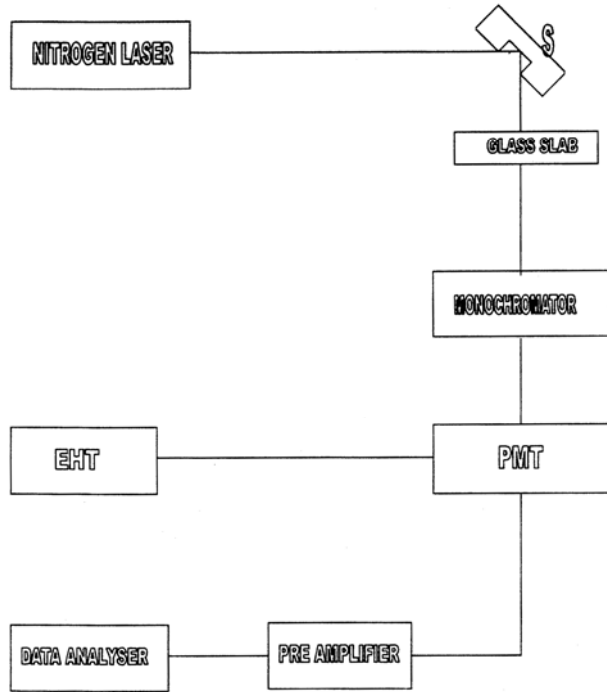 NITROGEN LASER
S
GLASS SLAB
MONOCHROMATOR
EHT
PMT
DATA ANALYSER
PRE AMPLIFIER